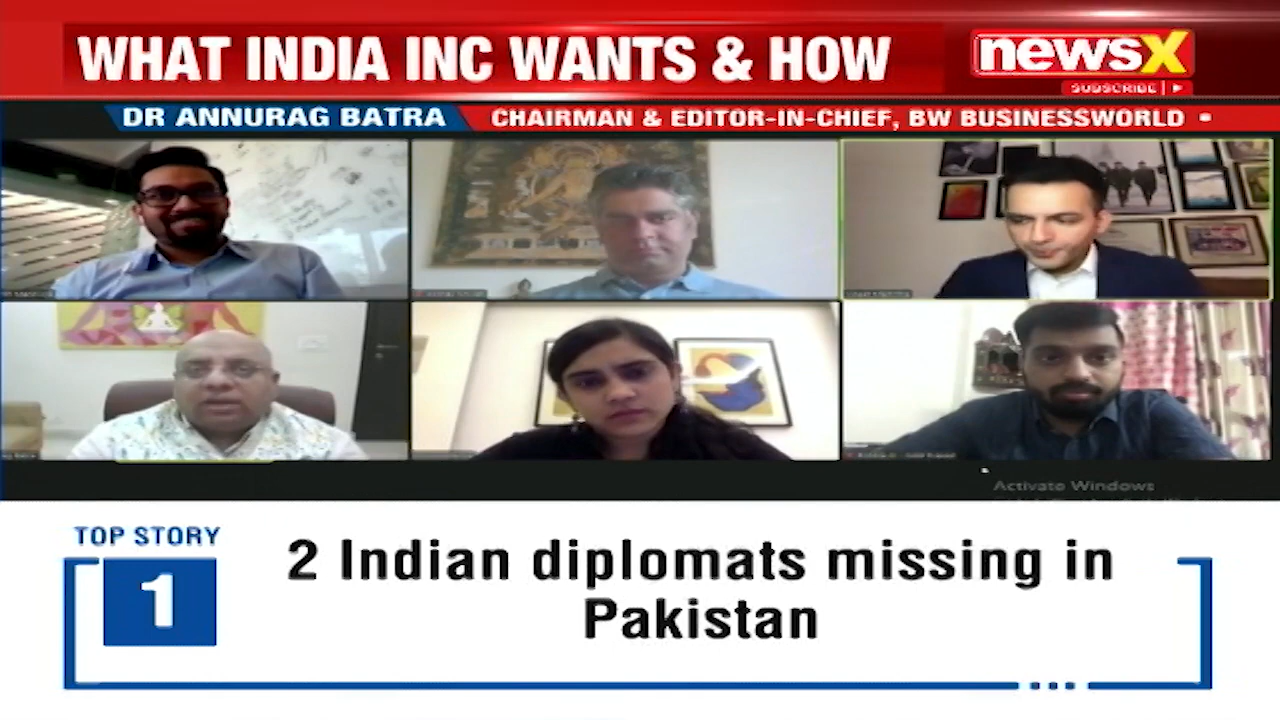 WHAT INDIA INC WANTS & HOW
newsX
SUBSCRIBE
DR ANNURAG BATRA
CHAIRMAN & EDITOR-IN-CHIEF, BW BUSINESSWORLD •
Activate Windows
TOP STORY
1
2 Indian diplomats missing in
Pakistan